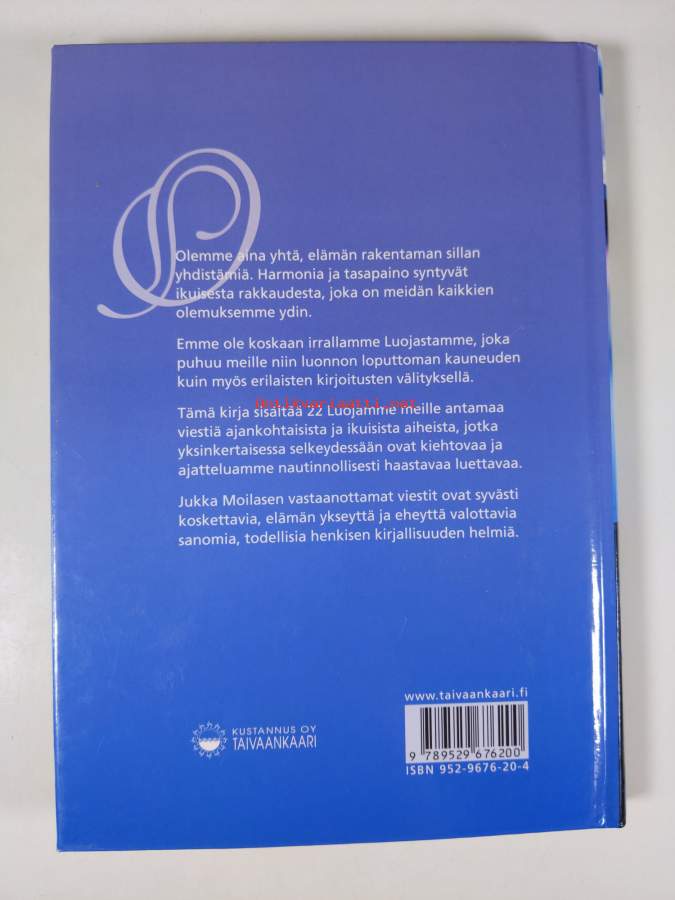 Olemme aina yhtä, elämän rakentaman sillan
yhdistämiä. Harmonia ja tasapaino syntyvät
ikuisesta rakkaudesta, joka on meidän kaikkien
olemuksemme ydin.
Emme ole koskaan irrallamme Luojastamme, joka
puhuu meille niin luonnon loputtoman kauneuden
kuin myös erilaisten kirjoitusten välityksellä.
Antikvariaatti.net
Tämä kirja sisältää 22 Luojamme meille antamaa
viestiä ajankohtaisista ja ikuisista aiheista, jotka
yksinkertaisessa selkeydessään ovat kiehtovaa ja
ajatteluamme nautinnollisesti haastavaa luettavaa.
Jukka Moilasen vastaanottamat viestit ovat syvästi
koskettavia, elämän ykseyttä ja eheyttä valottavia
sanomia, todellisia henkisen kirjallisuuden helmiä.
www.taivaankaari.fi
KUSTANNUS OY
TAIVAANKAARI
9 789529 676200
ISBN 952-9676-20-4